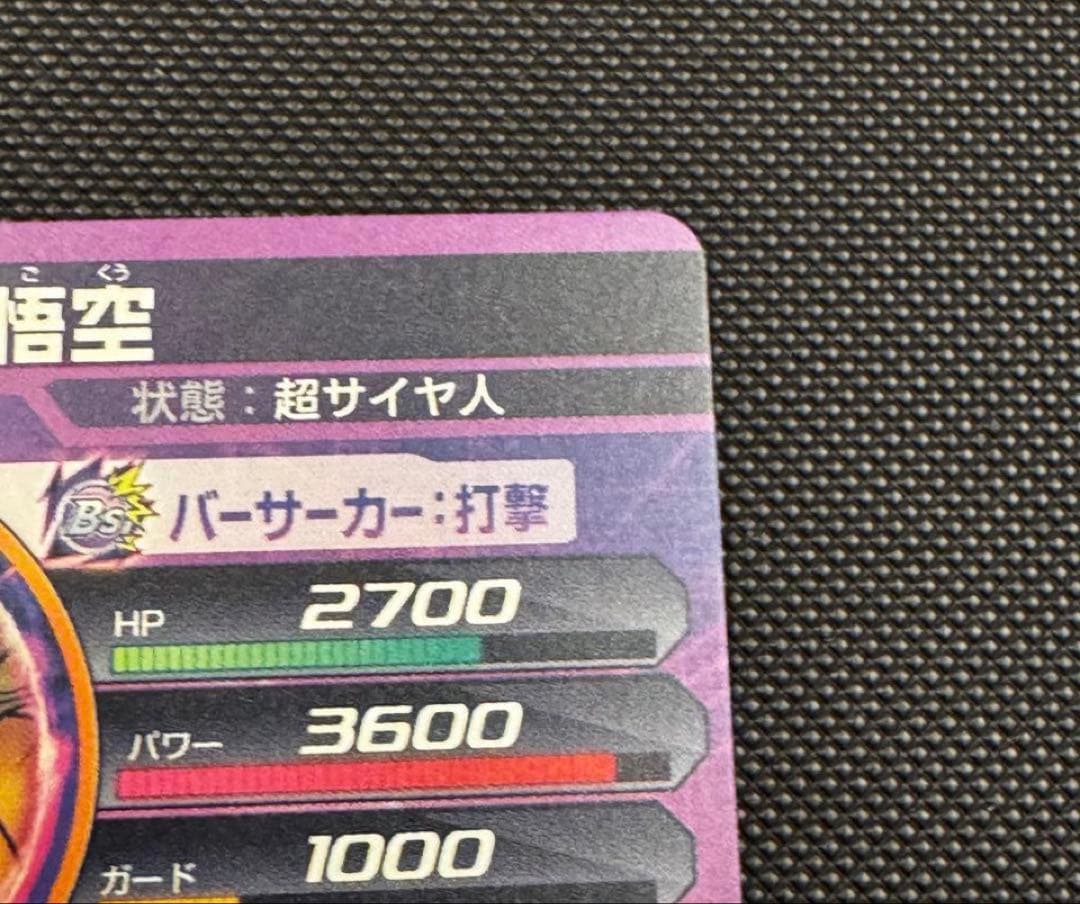 こ くう
悟空
状態：超サイヤ人
Bs バーサーカー：打撃
HP 2700
パワー 3600
ガード 1000